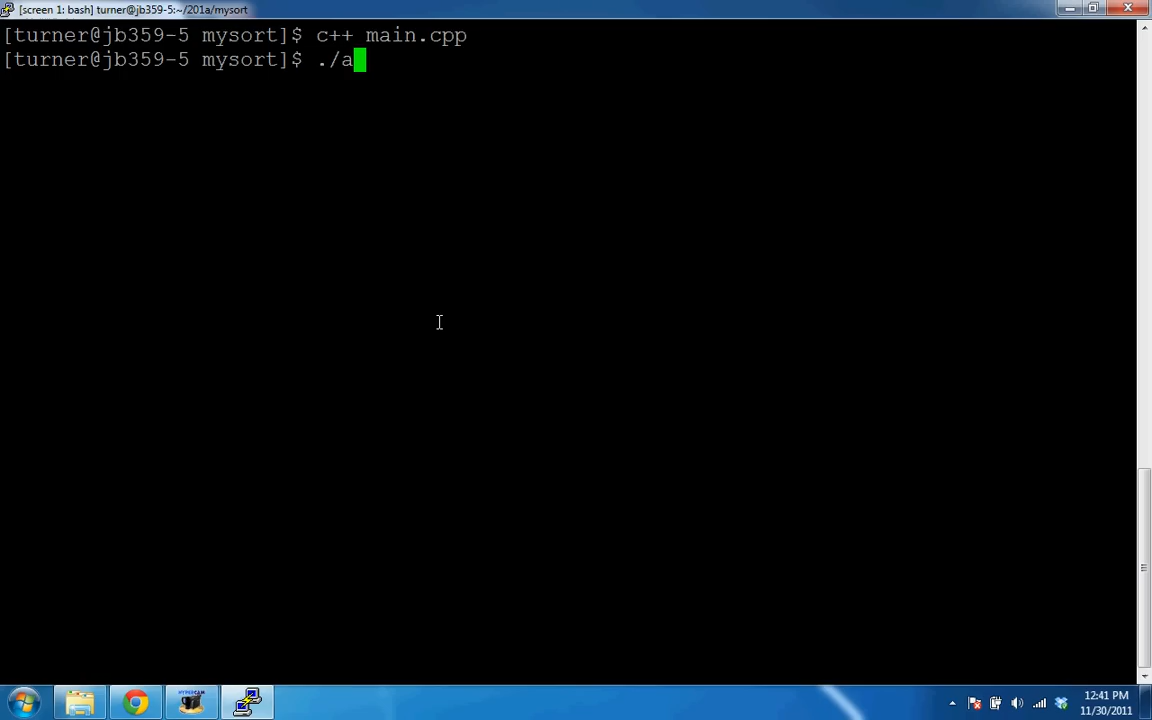 [screen 1: bash] turner@jb359-5:~/201a/mysort
[turner@jb359-5 mysort]$ c++ main.cpp
[turner@jb359-5 mysort]$ ./a
HYPERCAM
12:41 PM
11/30/2011